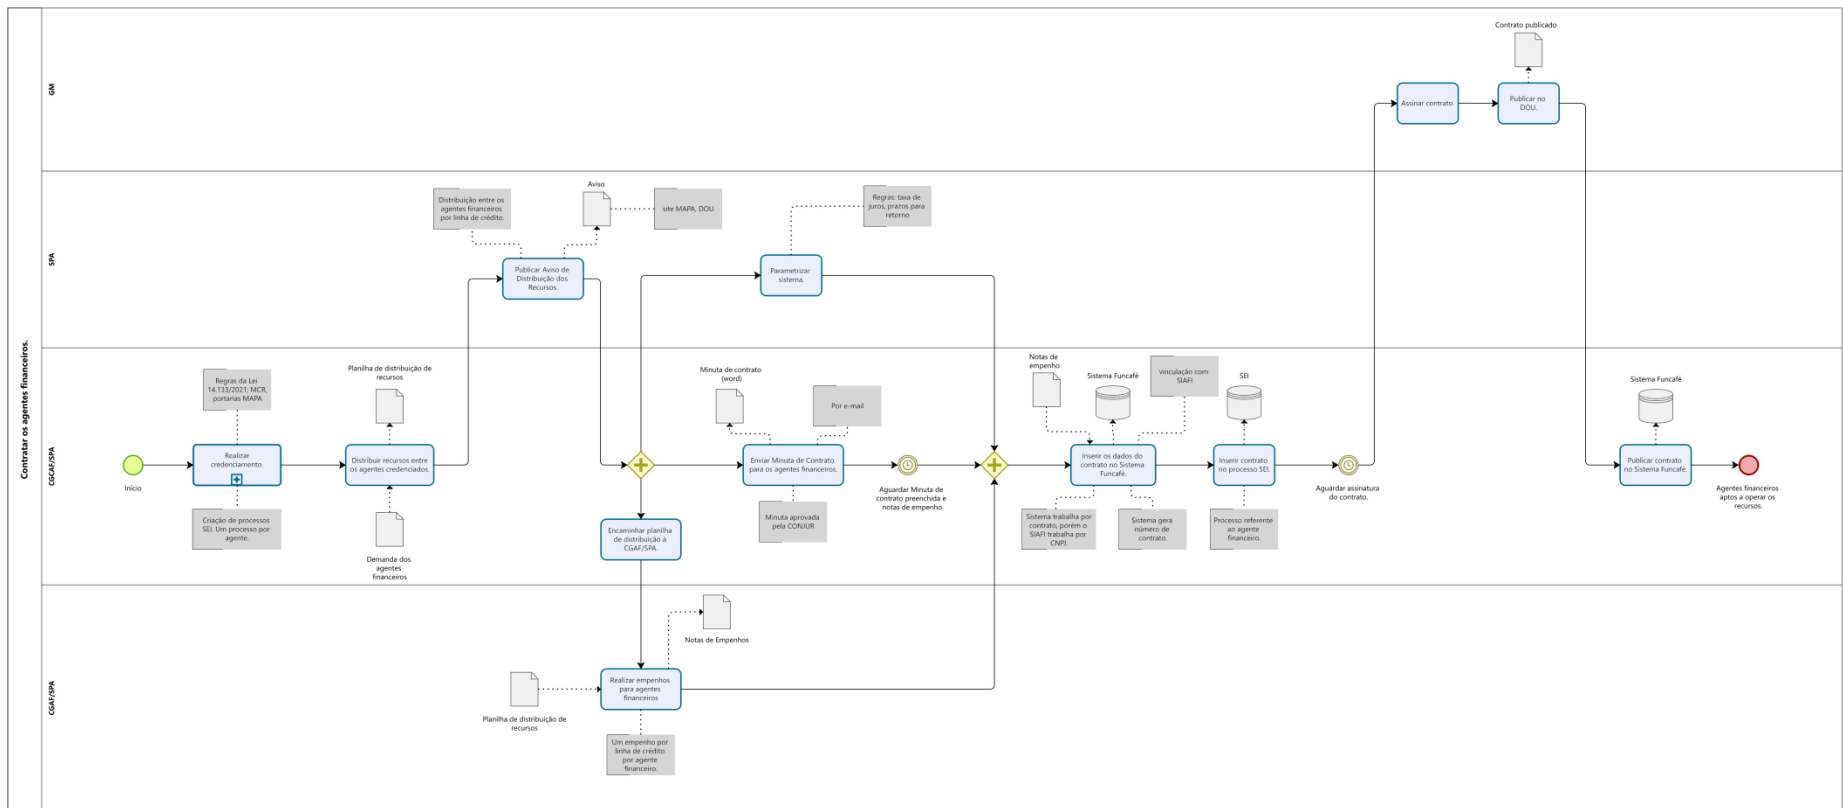 Contratar os agentes financeiros.
GM
Contrato publicado
Assinar contrato.
Publicar no
DOU.
SPA
Distribuição entre os
agentes financeiros
por linha de crédito.
Aviso
site MAPA, DOU
Publicar Aviso de
Distribuição dos
Recursos.
Regras: taxa de
juros, prazos para
retorno
Parametrizar
sistema.
CGCAF/SPA
Início
Regras da Lei
14.133/2021; MCR,
portarias MAPA
Realizar
credenciamento.
Criação de processos
SEI. Um processo por
agente.
Planilha de distribuição de
recursos
Distribuir recursos entre
os agentes credenciados.
Demanda dos
agentes
financeiros
Encaminhar planilha
de distribuição à
CGAF/SPA.
Minuta de contrato
(word)
Por e-mail
Enviar Minuta de Contrato
para os agentes financeiros.
Minuta aprovada
pela CONJUR
Aguardar Minuta de
contrato preenchida e
notas de empenho
Notas de
empenho
Sistema Funcafé
vinculação com
SIAFI
Inserir os dados do
contrato no Sistema
Funcafé.
Sistema trabalha por
contrato, porém o
SIAFI trabalha por
CNPJ.
Sistema gera
número de
contrato.
SEI
Inserir contrato
no processo SEI.
Processo referente
ao agente
financeiro.
Aguardar assinatura
do contrato.
Sistema Funcafé
Publicar contrato
no Sistema Funcafé.
Agentes financeiros
aptos a operar os
recursos.
CGAF/SPA
Notas de Empenhos
Planilha de distribuição de
recursos
Realizar empenhos
para agentes
financeiros
Um empenho por
linha de crédito
por agente
financeiro.